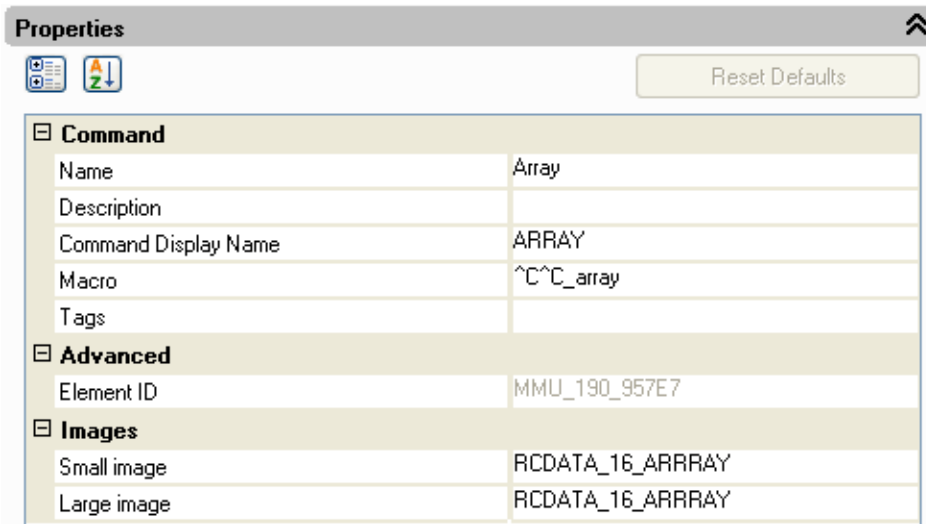 Properties
Reset Defaults
Command
Name Array
Description
Command Display Name ARRAY
Macro ^C^C_array
Tags
Advanced
Element ID MMU_190_957E7
Images
Small image RCDATA_16_ARRRAY
Large image RCDATA_16_ARRRAY